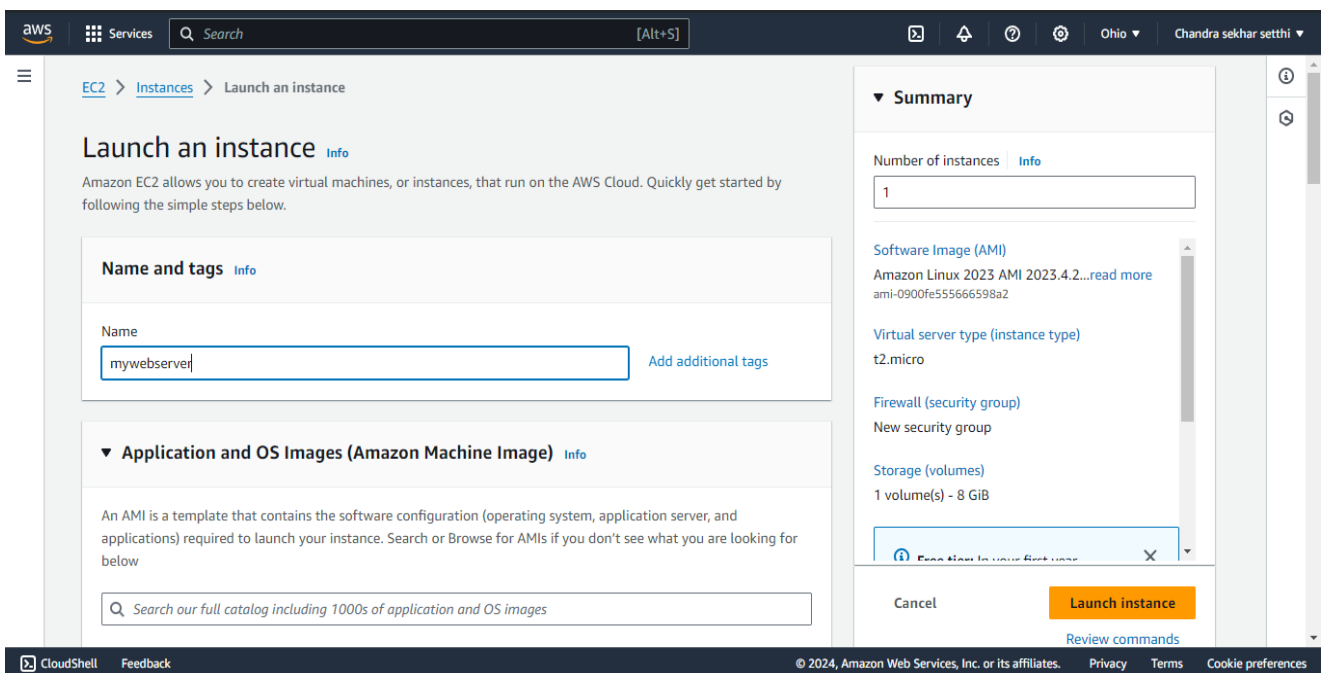 aws
Services
Search
[Alt+S]
Ohio ▼
Chandra sekhar setthi ▼
EC2 > Instances > Launch an instance
Launch an instance Info
Amazon EC2 allows you to create virtual machines, or instances, that run on the AWS Cloud. Quickly get started by
following the simple steps below.
Name and tags Info
Name
mywebserver
Add additional tags
▼ Application and OS Images (Amazon Machine Image) Info
An AMI is a template that contains the software configuration (operating system, application server, and
applications) required to launch your instance. Search or Browse for AMIs if you don't see what you are looking for
below
Search our full catalog including 1000s of application and OS images
▼ Summary
Number of instances Info
1
Software Image (AMI)
Amazon Linux 2023 AMI 2023.4.2...read more
ami-0900fe555666598a2
Virtual server type (instance type)
t2.micro
Firewall (security group)
New security group
Storage (volumes)
1 volume(s) - 8 GiB
Free tier: In your first year
Cancel
Launch instance
Review commands
CloudShell
Feedback
© 2024, Amazon Web Services, Inc. or its affiliates.
Privacy
Terms
Cookie preferences